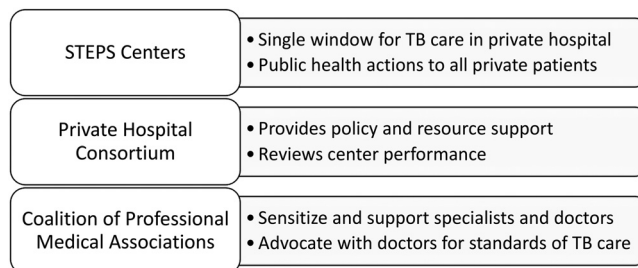 STEPS Centers
• Single window for TB care in private hospital
• Public health actions to all private patients
Private Hospital
Consortium
• Provides policy and resource support
• Reviews center performance
Coalition of Professional
Medical Associations
• Sensitize and support specialists and doctors
• Advocate with doctors for standards of TB care